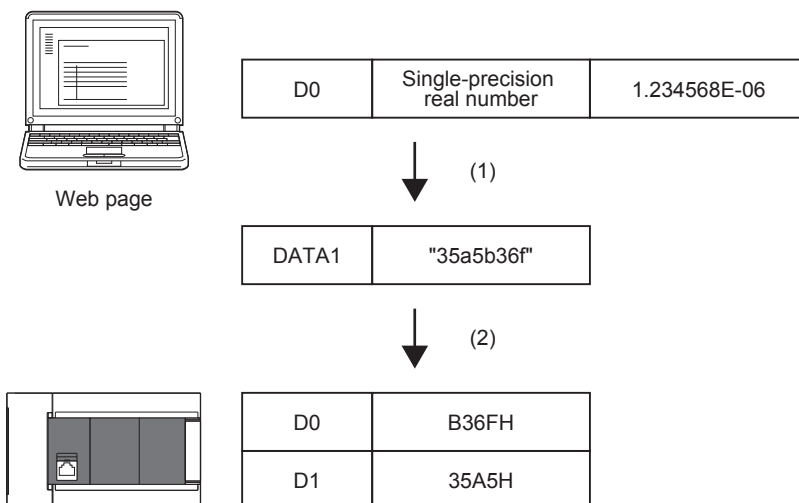 D0
Single-precision
real number
1.234568E-06
(1)
Web page
DATA1
"35a5b36f"
(2)
D0
B36FH
D1
35A5H